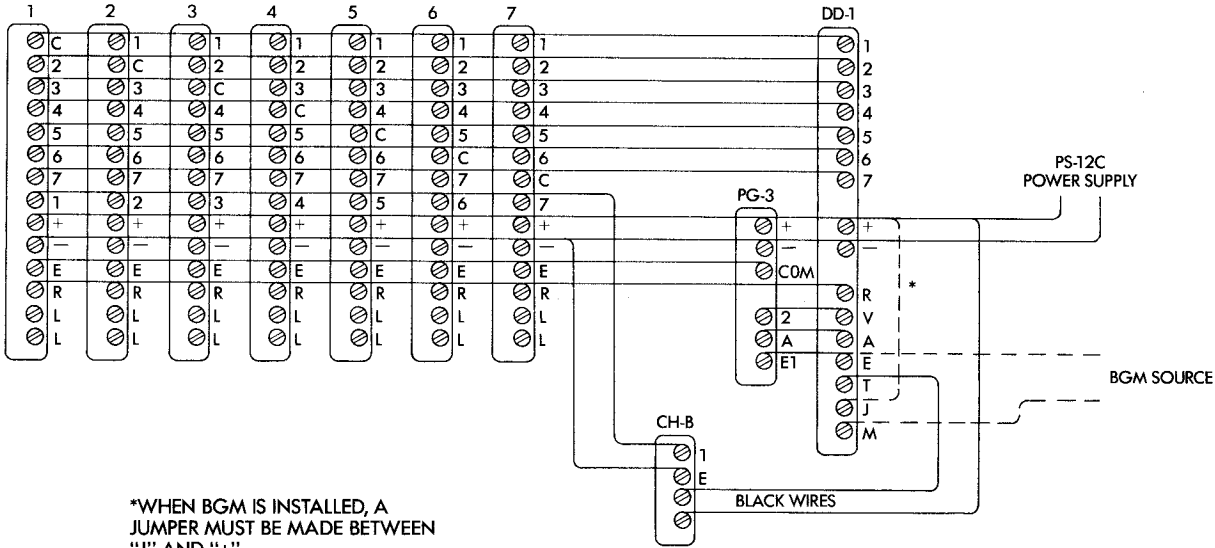 1 2 3 4 5 6 7 DD-1
C 1 1 1 1 1 1 1
2 C 2 2 2 2 2 2
3 3 C 3 3 3 3 3
4 4 4 C 4 4 4 4
5 5 5 5 C 5 5 5
6 6 6 6 6 C 6 6
7 7 7 7 7 7 C 7
1 2 3 4 5 6 7
PS-12C
POWER SUPPLY
PG-3
+ + + + + + + + +
— — — — — — — — —
E E E E E E E COM
R R R R R R R R
*
L L L L L L L 2 V
L L L L L L L A A
E1 E
T
BGM SOURCE
J
M
CH-B
1
E
BLACK WIRES
*WHEN BGM IS INSTALLED, A
JUMPER MUST BE MADE BETWEEN
"J" AND "+"